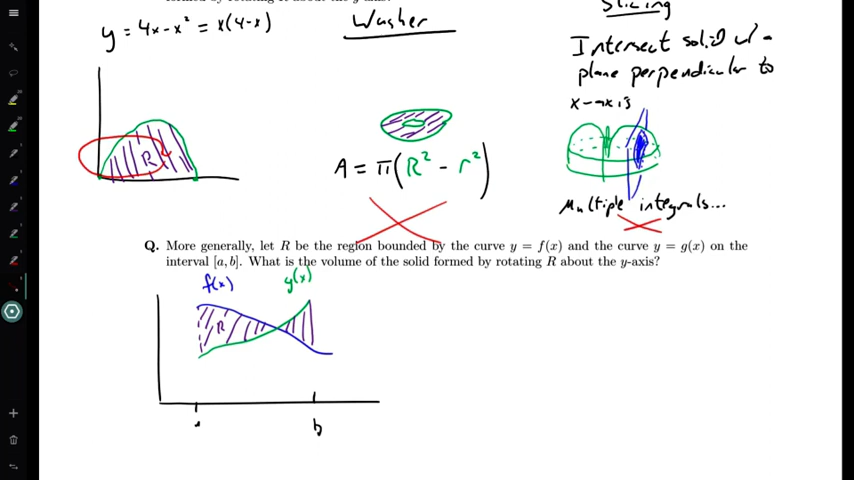 y = 4x - x² = x(4-x)
Washer
Slicing
Intersect solid w/ a
plane perpendicular to
x-axis
R
A = π(R² - r²)
Multiple integrals...
Q. More generally, let R be the region bounded by the curve y = f(x) and the curve y = g(x) on the
interval [a, b]. What is the volume of the solid formed by rotating R about the y-axis?
f(x) g(x)
R
b